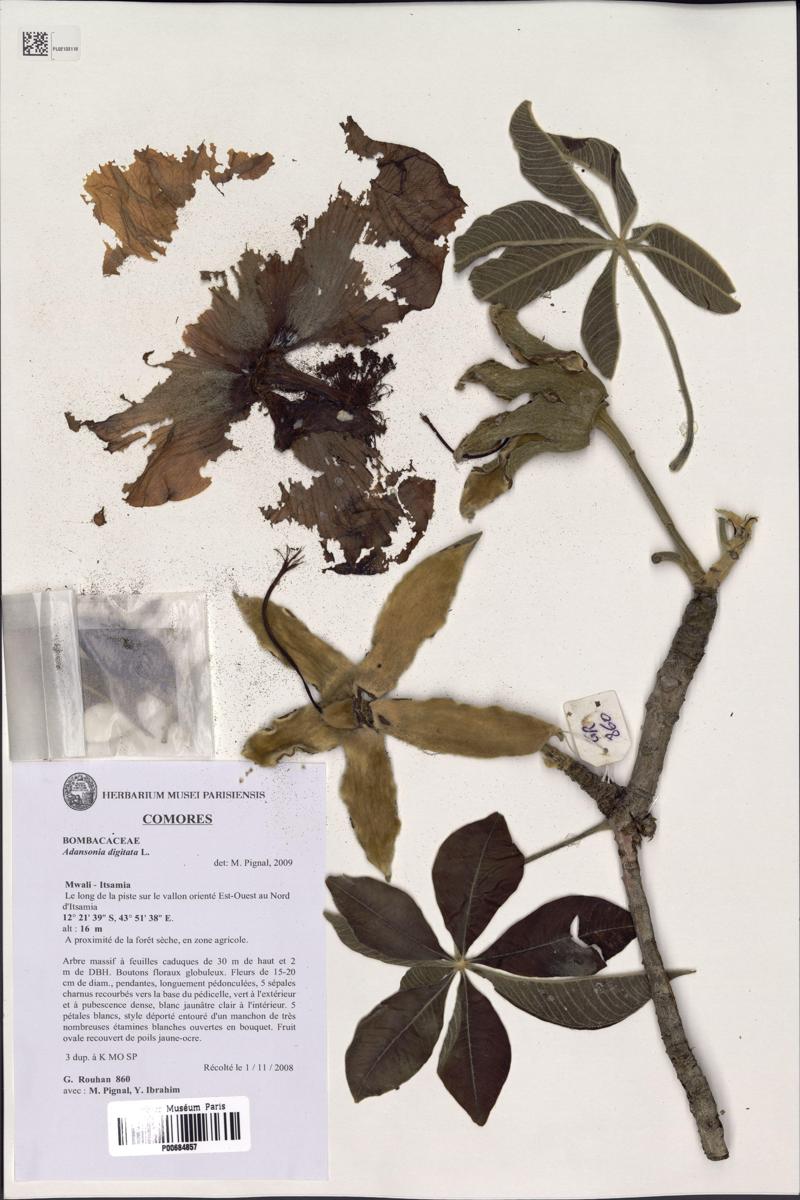 PL02103110
GR
860
HERBARIUM MUSEI PARISIENSIS
COMORES
BOMBACACEAE
Adansonia digitata L.
det: M. Pignal, 2009
Mwali - Itsamia
Le long de la piste sur le vallon orienté Est-Ouest au Nord
d'Itsamia
12° 21' 39" S, 43° 51' 38" E.
alt : 16 m
A proximité de la forêt sèche, en zone agricole.
Arbre massif à feuilles caduques de 30 m de haut et 2
m de DBH. Boutons floraux globuleux. Fleurs de 15-20
cm de diam., pendantes, longuement pédonculées, 5 sépales
charnus recourbés vers la base du pédicelle, vert à l'extérieur
et à pubescence dense, blanc jaunâtre clair à l'intérieur. 5
pétales blancs, style déporté entouré d'un manchon de très
nombreuses étamines blanches ouvertes en bouquet. Fruit
ovale recouvert de poils jaune-ocre.
3 dup. à K MO SP
Récolté le 1 / 11 / 2008
G. Rouhan 860
avec : M. Pignal, Y. Ibrahim
Muséum Paris
P00684857